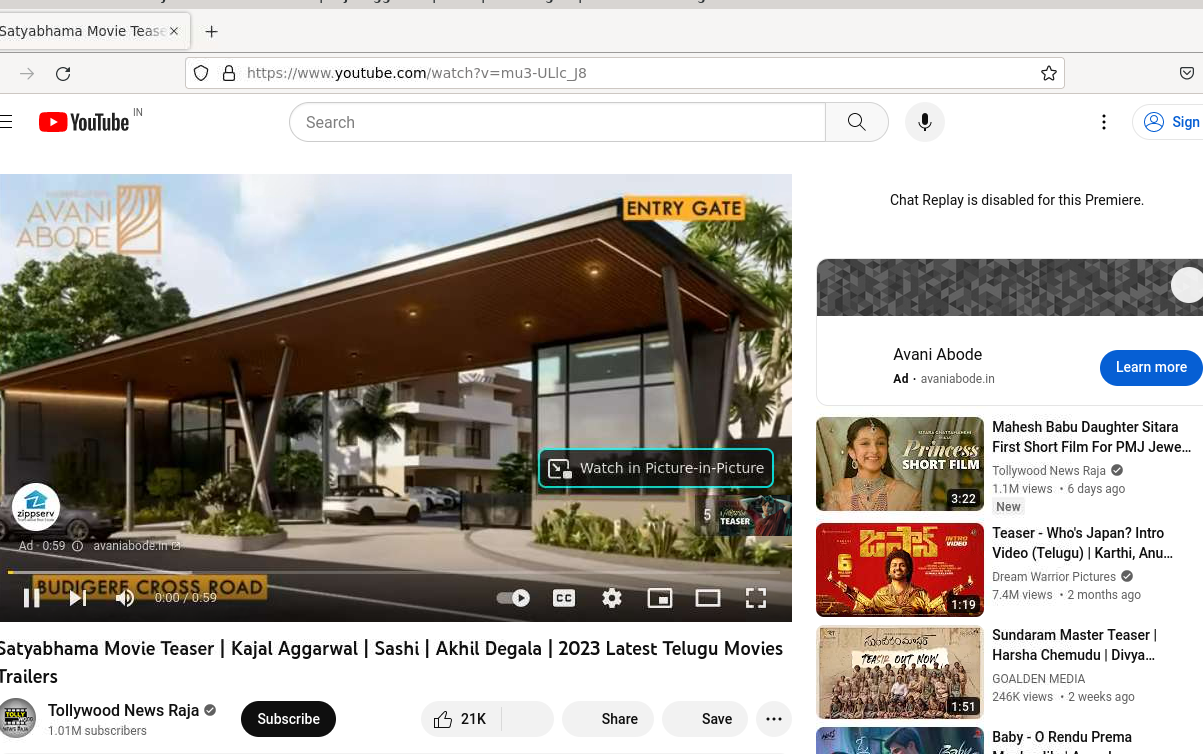 Satyabhama Movie Tease
https://www.youtube.com/watch?v=mu3-ULlc_J8
YouTube IN
Search
Sign
AVANI
ABODE
ENTRY GATE
Chat Replay is disabled for this Premiere.
Avani Abode
Ad · avaniabode.in
Learn more
Watch in Picture-in-Picture
5
TEASER
zippserv
Ad · 0:59
avaniabode.in
BUDIGERE CROSS ROAD
0:00 / 0:59
CC
Princess
SHORT FILM
3:22
Mahesh Babu Daughter Sitara
First Short Film For PMJ Jewe...
Tollywood News Raja
1.1M views • 6 days ago
New
జపాన్
INTRO
VIDEO
6
1:19
Teaser - Who's Japan? Intro
Video (Telugu) | Karthi, Anu...
Dream Warrior Pictures
7.4M views • 2 months ago
సుందరం మాస్టర్
TEASER OUT NOW
1:51
Sundaram Master Teaser |
Harsha Chemudu | Divya...
GOALDEN MEDIA
246K views • 2 weeks ago
Baby - O Rendu Prema
Satyabhama Movie Teaser | Kajal Aggarwal | Sashi | Akhil Degala | 2023 Latest Telugu Movies
Trailers
Tollywood News Raja
1.01M subscribers
Subscribe
21K
Share
Save